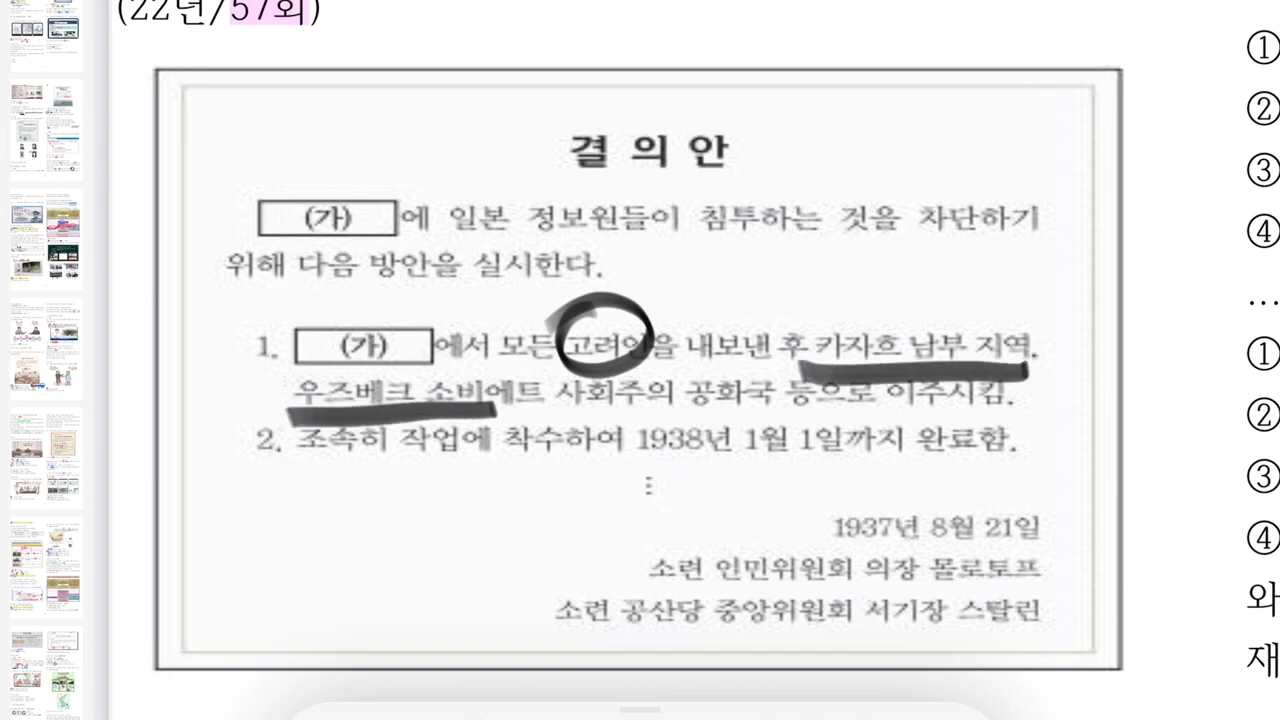 (22년/57회)
결 의 안
(가)에 일본 정보원들이 침투하는 것을 차단하기
위해 다음 방안을 실시한다.
1. (가)에서 모든 고려인을 내보낸 후 카자흐 남부 지역,
우즈베크 소비에트 사회주의 공화국 등으로 이주시킴.
2. 조속히 작업에 착수하여 1938년 1월 1일까지 완료함.
⋮
1937년 8월 21일
소련 인민위원회 의장 몰로토프
소련 공산당 중앙위원회 서기장 스탈린
①
②
③
④
…
①
②
③
④
와
재